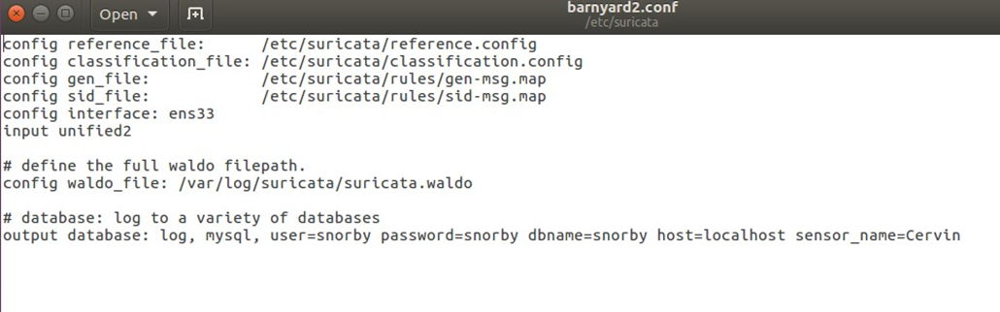 Open
barnyard2.conf
/etc/suricata
config reference_file:      /etc/suricata/reference.config
config classification_file: /etc/suricata/classification.config
config gen_file:            /etc/suricata/rules/gen-msg.map
config sid_file:            /etc/suricata/rules/sid-msg.map
config interface: ens33
input unified2
# define the full waldo filepath.
config waldo_file: /var/log/suricata/suricata.waldo
# database: log to a variety of databases
output database: log, mysql, user=snorby password=snorby dbname=snorby host=localhost sensor_name=Cervin